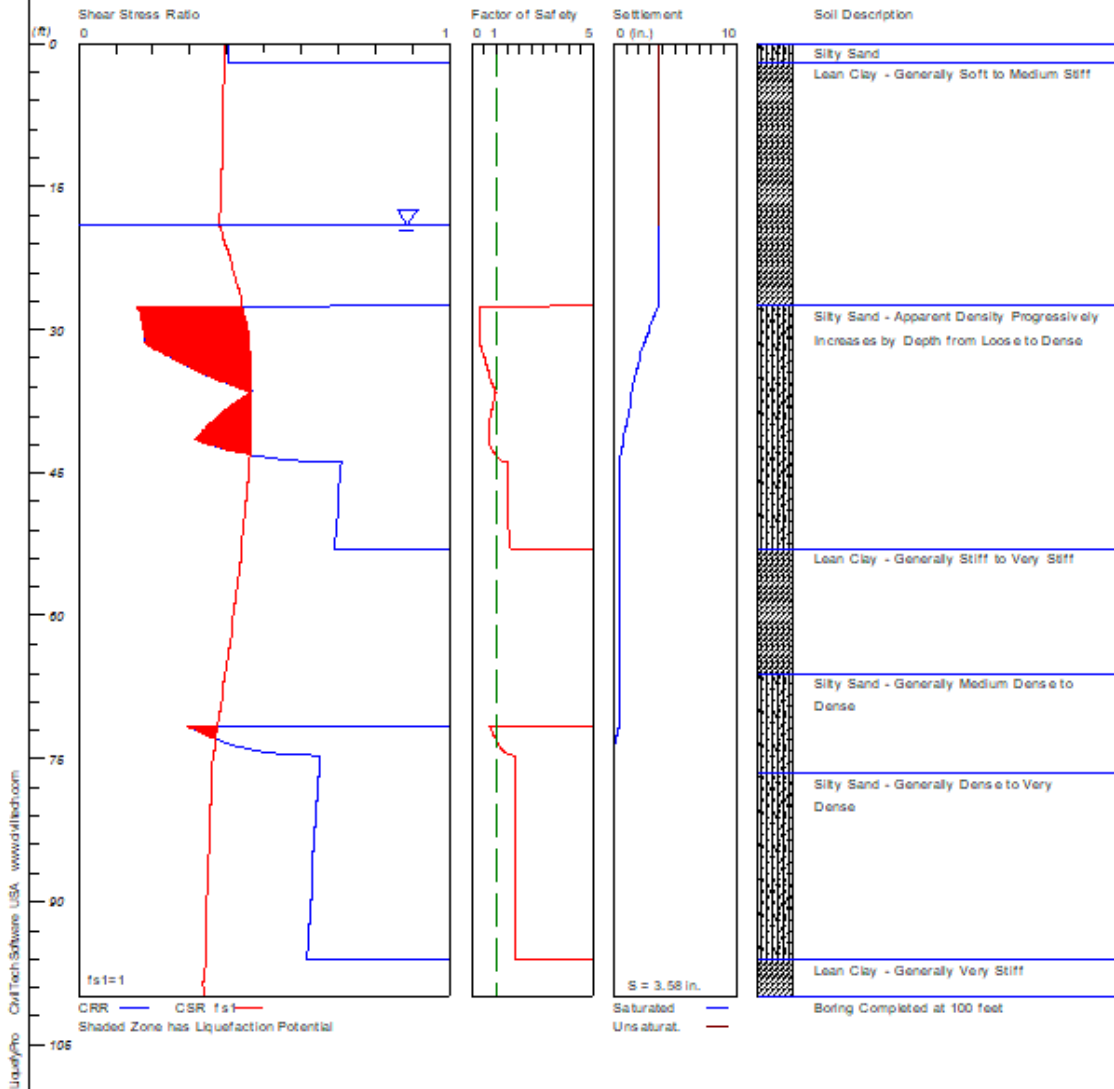 Shear Stress Ratio
Factor of Safety
Settlement
Soil Description
(ft)
0
1
0 1
5
0 (in.)
10
0
Silty Sand
Lean Clay - Generally Soft to Medium Stiff
15
30
Silty Sand - Apparent Density Progressively
Increases by Depth from Loose to Dense
45
Lean Clay - Generally Stiff to Very Stiff
60
Silty Sand - Generally Medium Dense to
Dense
75
Silty Sand - Generally Dense to Very
Dense
90
Lean Clay - Generally Very Stiff
fs1=1
S = 3.58 in.
CRR
CSR fs1
Saturated
Boring Completed at 100 feet
Shaded Zone has Liquefaction Potential
Unsaturat.
105
LiquefyPro CivilTech Software USA www.civiltech.com